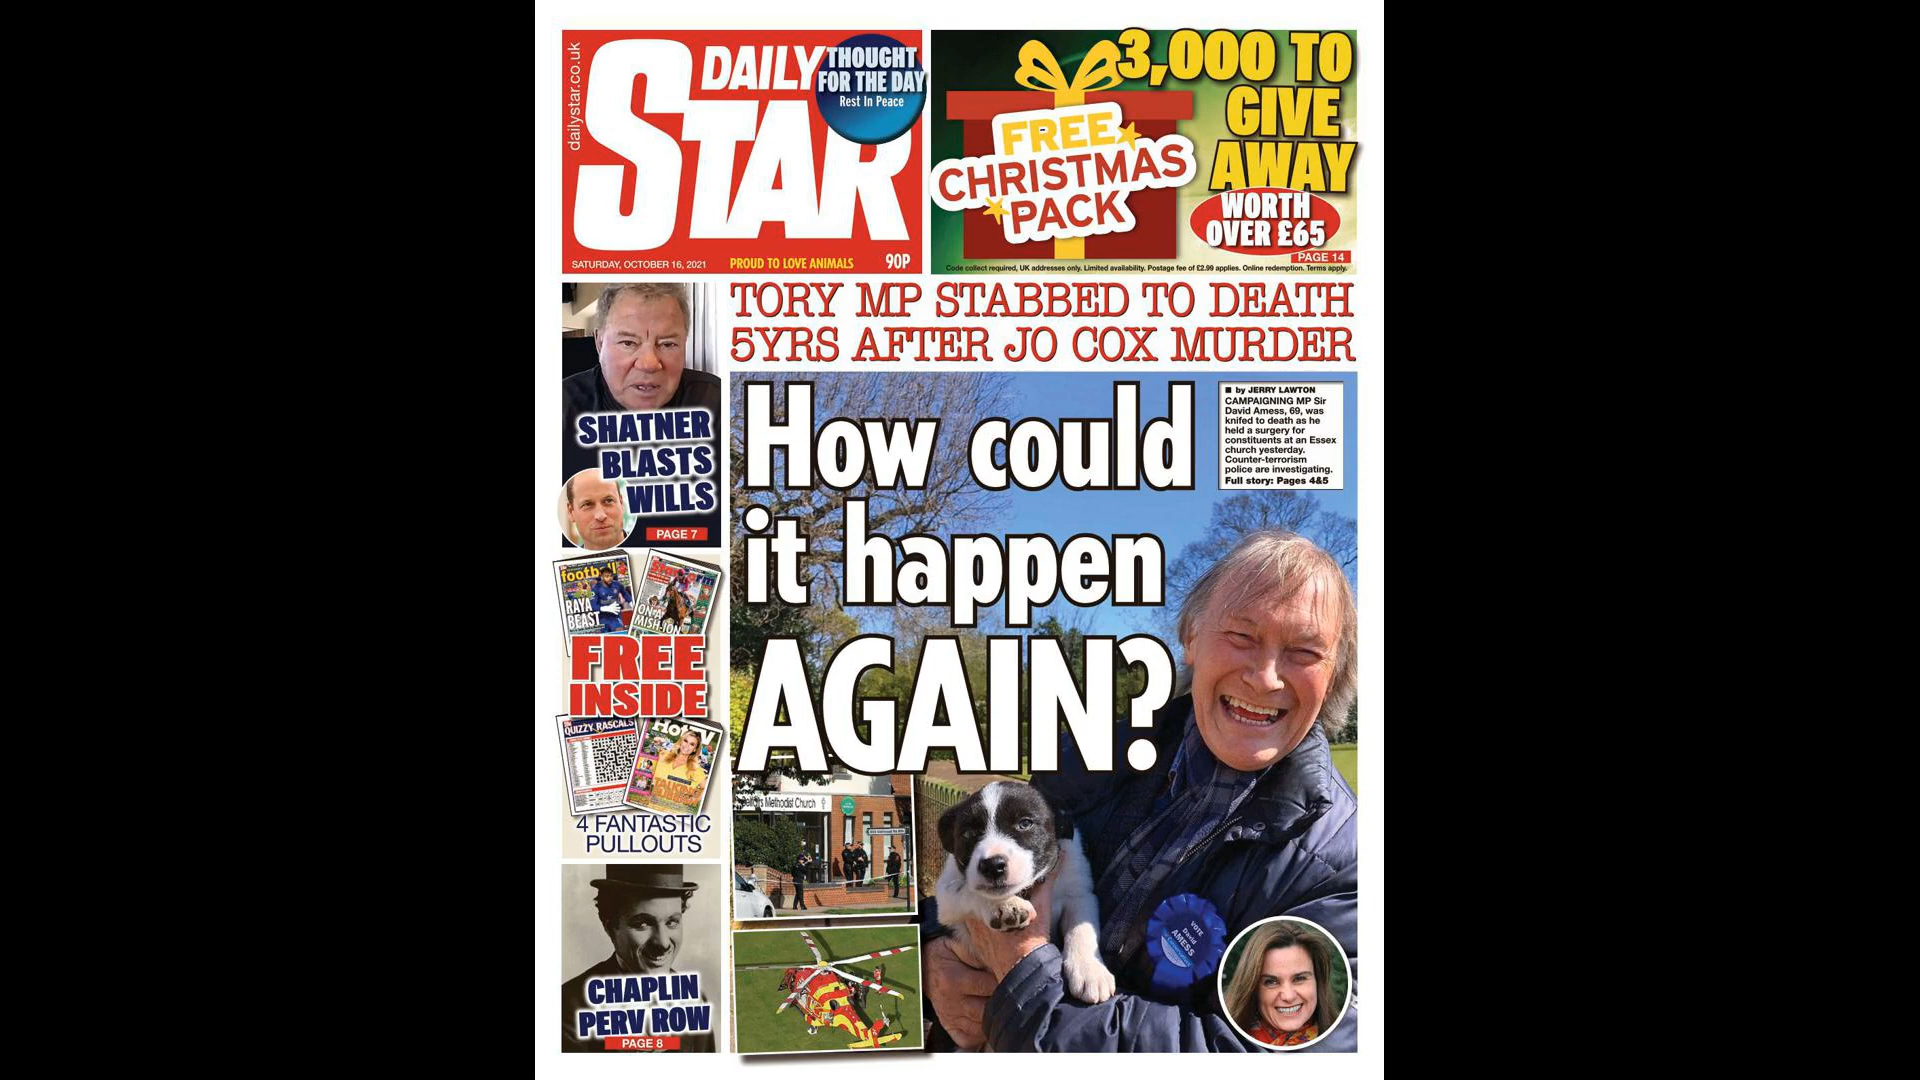 dailystar.co.uk
DAILY
STAR
THOUGHT
FOR THE DAY
Rest In Peace
SATURDAY, OCTOBER 16, 2021
PROUD TO LOVE ANIMALS
90P
3,000 TO
GIVE
AWAY
FREE
CHRISTMAS
PACK
WORTH
OVER £65
PAGE 14
Code collect required, UK addresses only. Limited availability. Postage fee of £2.99 applies. Online redemption. Terms apply.
TORY MP STABBED TO DEATH
5YRS AFTER JO COX MURDER
SHATNER
BLASTS
WILLS
PAGE 7
football
RAYA
BEAST
ON A
MISH-ION
FREE
INSIDE
QUIZZY RASCALS
Hot TV
4 FANTASTIC
PULLOUTS
CHAPLIN
PERV ROW
PAGE 8
How could
it happen
AGAIN?
■ by JERRY LAWTON
CAMPAIGNING MP Sir
David Amess, 69, was
knifed to death as he
held a surgery for
constituents at an Essex
church yesterday.
Counter-terrorism
police are investigating.
Full story: Pages 4&5
Methodist Church
VOTE
David
AMESS